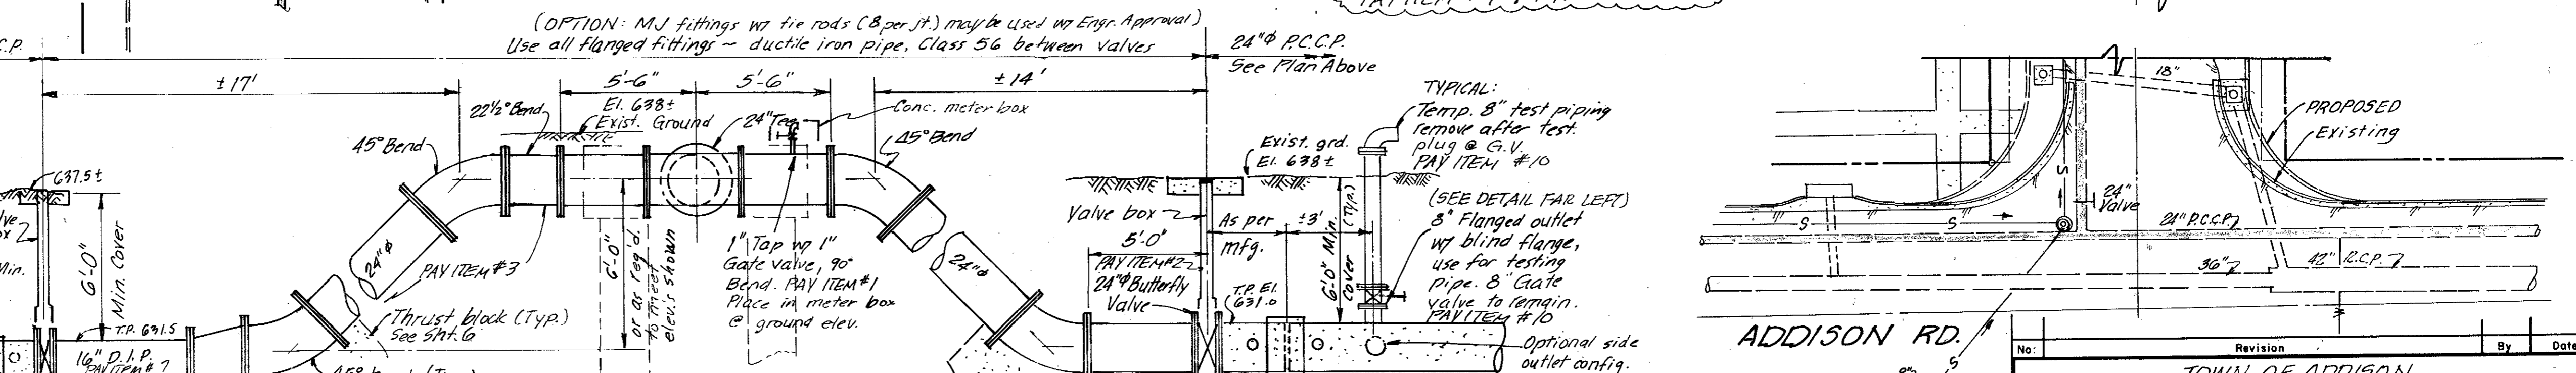 (OPTION: MJ fittings w/ tie rods (8 per jt.) may be used w/ Engr. Approval)
Use all flanged fittings ~ ductile iron pipe, Class 56 between valves
C.P.
24"φ P.C.C.P.
See Plan Above
±17'
5'-6"
5'-6"
±14'
22½° Bend
El. 638±
Exist. Ground
24" Tee
Conc. meter box
45° Bend
45° Bend
637.5±
6'-0"
Min. Cover
Min.
T.P. 631.5
16" D.I.P.
PAY ITEM # 7
24"φ
PAY ITEM #3
Thrust block (Typ.)
See Sht. 6
6'-0"
or as req'd.
to meet
elev.'s shown
1" Tap w/ 1"
Gate valve, 90°
Bend. PAY ITEM #1
Place in meter box
@ ground elev.
24"φ
Exist. grd.
El. 638±
Valve box
As per
mfg.
±3'
5'-0"
PAY ITEM #2
24"φ Butterfly
Valve
T.P. El.
631.0
6'-0" Min.
Cover
(Typ.)
TYPICAL:
Temp. 8" test piping
remove after test.
plug @ G.V.
PAY ITEM #10
(SEE DETAIL FAR LEFT)
8" Flanged outlet
w/ blind flange,
use for testing
pipe. 8" Gate
valve to remain.
PAY ITEM #10
Optional side
outlet config.
18"
PROPOSED
Existing
S
24"
Valve
24" P.C.C.P.
S
S
36"
42" R.C.P.
ADDISON RD.
S
No:
Revision
By
Date
TOWN OF ADDISON